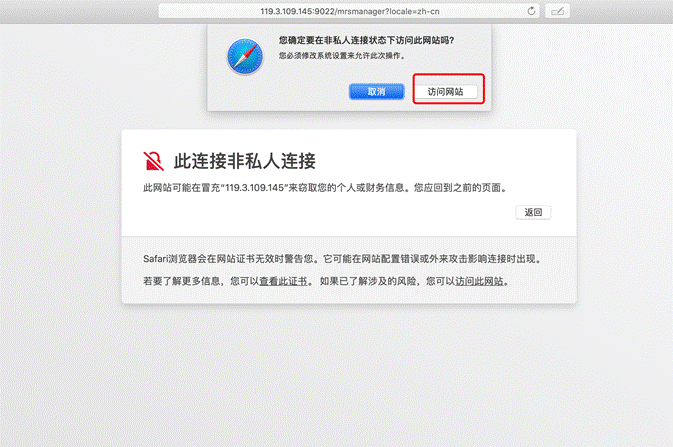 119.3.109.145:9022/mrsmanager?locale=zh-cn
您确定要在非私人连接状态下访问此网站吗?
您必须修改系统设置来允许此次操作。
取消
访问网站
此连接非私人连接
此网站可能在冒充“119.3.109.145”来窃取您的个人或财务信息。您应回到之前的页面。
返回
Safari浏览器会在网站证书无效时警告您。它可能在网站配置错误或外来攻击影响连接时出现。
若要了解更多信息，您可以查看此证书。 如果已了解涉及的风险，您可以访问此网站。